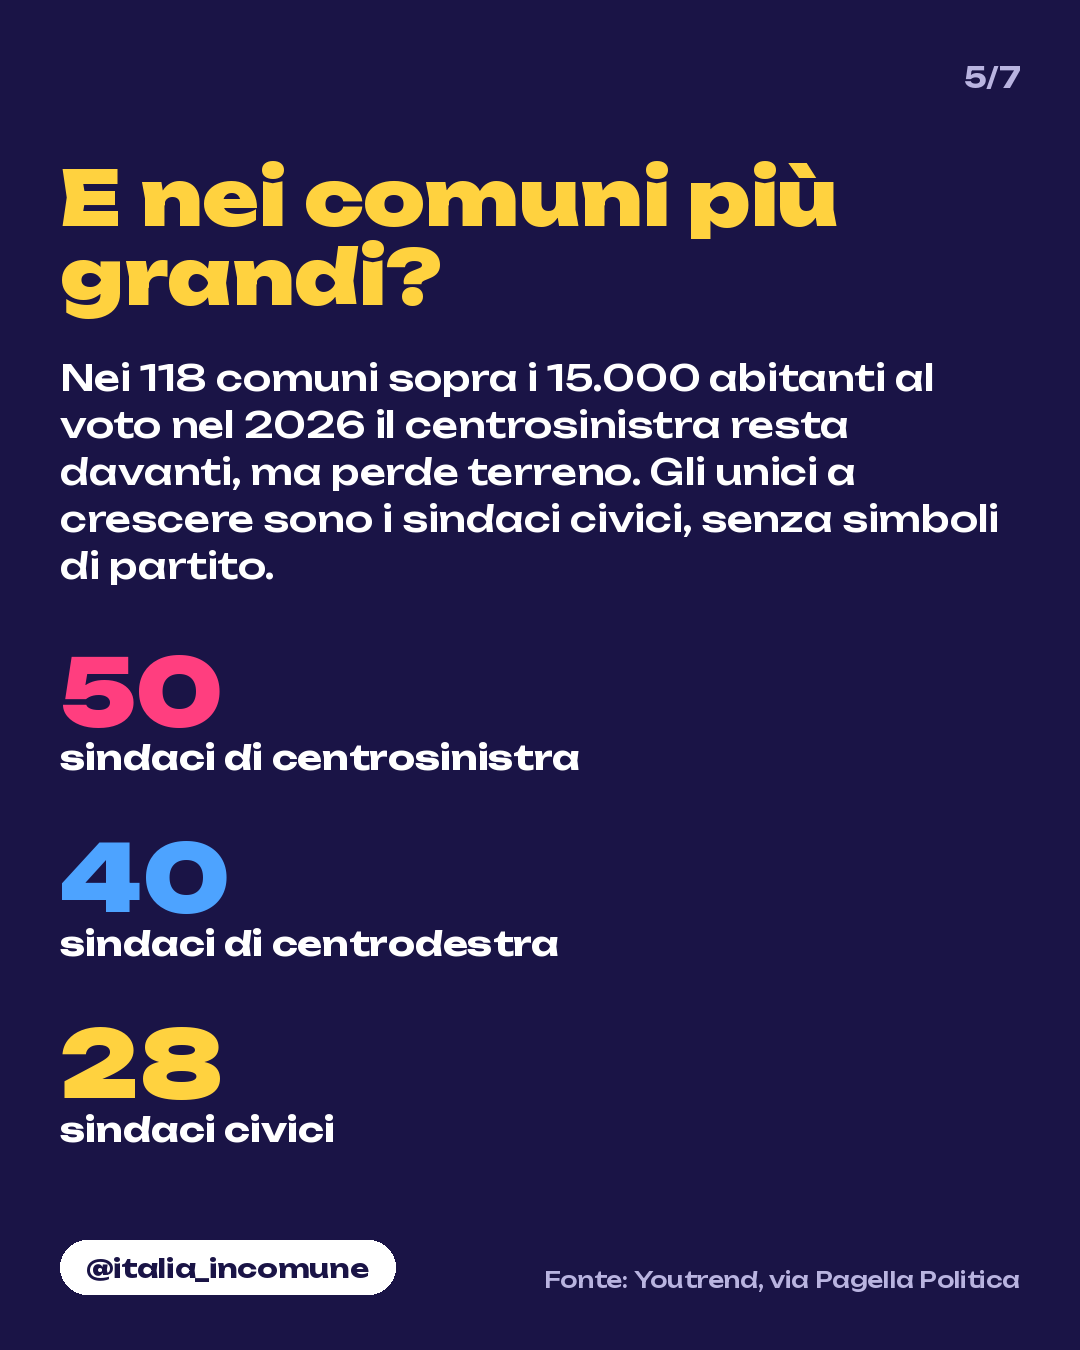 5/7
E nei comuni più
grandi?
Nei 118 comuni sopra i 15.000 abitanti al
voto nel 2026 il centrosinistra resta
davanti, ma perde terreno. Gli unici a
crescere sono i sindaci civici, senza simboli
di partito.
50
sindaci di centrosinistra
40
sindaci di centrodestra
28
sindaci civici
@italia_incomune
Fonte: Youtrend, via Pagella Politica